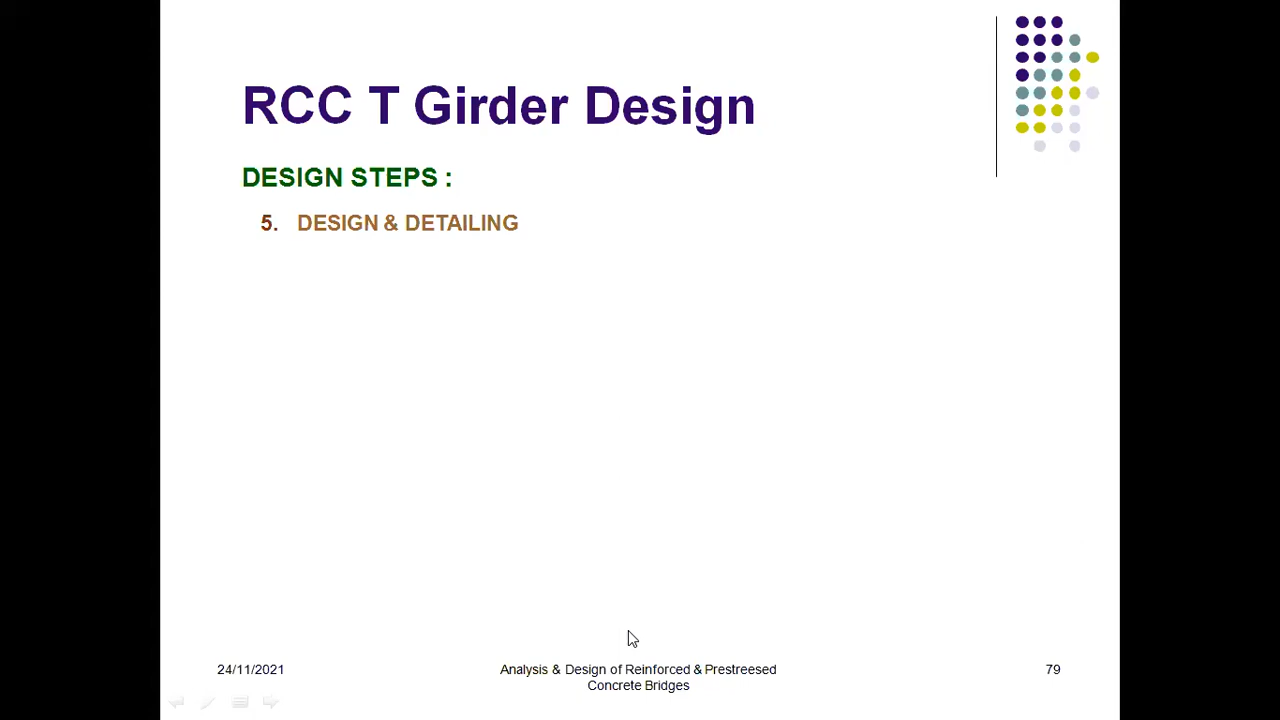 RCC T Girder Design
DESIGN STEPS :
5. DESIGN & DETAILING
24/11/2021
Analysis & Design of Reinforced & Prestreesed
Concrete Bridges
79